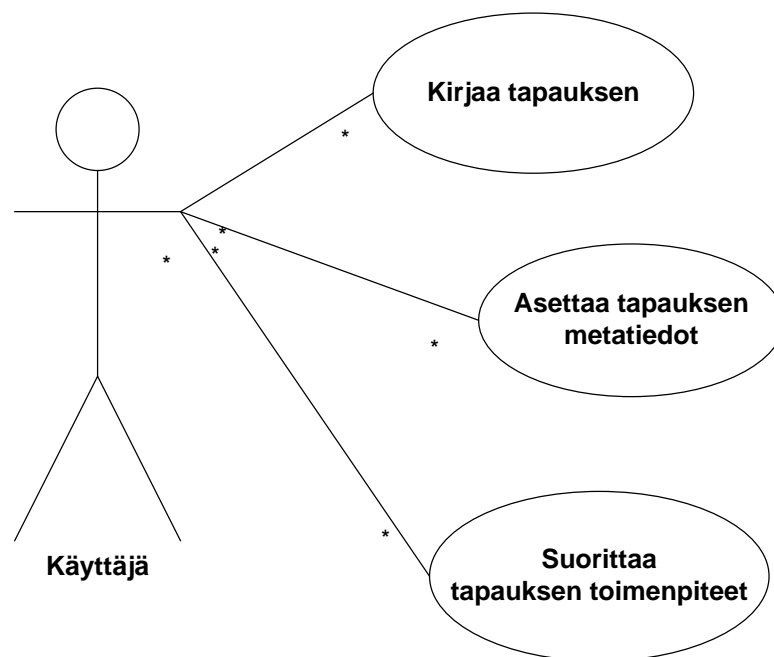 Kirjaa tapauksen
*
*
*
*
Asettaa tapauksen
metatiedot
*
*
Suorittaa
tapauksen toimenpiteet
Käyttäjä